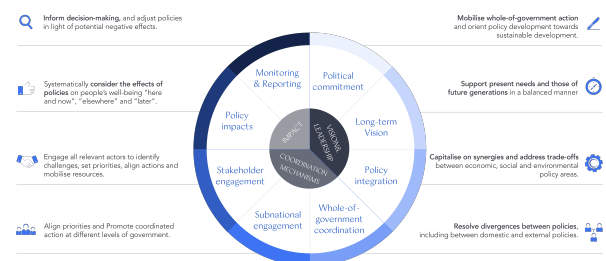 Inform decision-making, and adjust policies
in light of potential negative effects.
Systematically consider the effects of
policies on people's well-being "here
and now", "elsewhere" and "later".
Engage all relevant actors to identify
challenges, set priorities, align actions and
mobilise resources.
Align priorities and Promote coordinated
action at different levels of government.
Monitoring
& Reporting
Political
commitment
Policy
impacts
Long-term
Vision
Stakeholder
engagement
Policy
integration
Subnational
engagement
Whole-of-
government
coordination
IMPACT
VISION&
LEADERSHIP
COORDINATION
MECHANISMS
Mobilise whole-of-government action
and orient policy development towards
sustainable development.
Support present needs and those of
future generations in a balanced manner
Capitalise on synergies and address trade-offs
between economic, social and environmental
policy areas.
Resolve divergences between policies,
including between domestic and external policies.